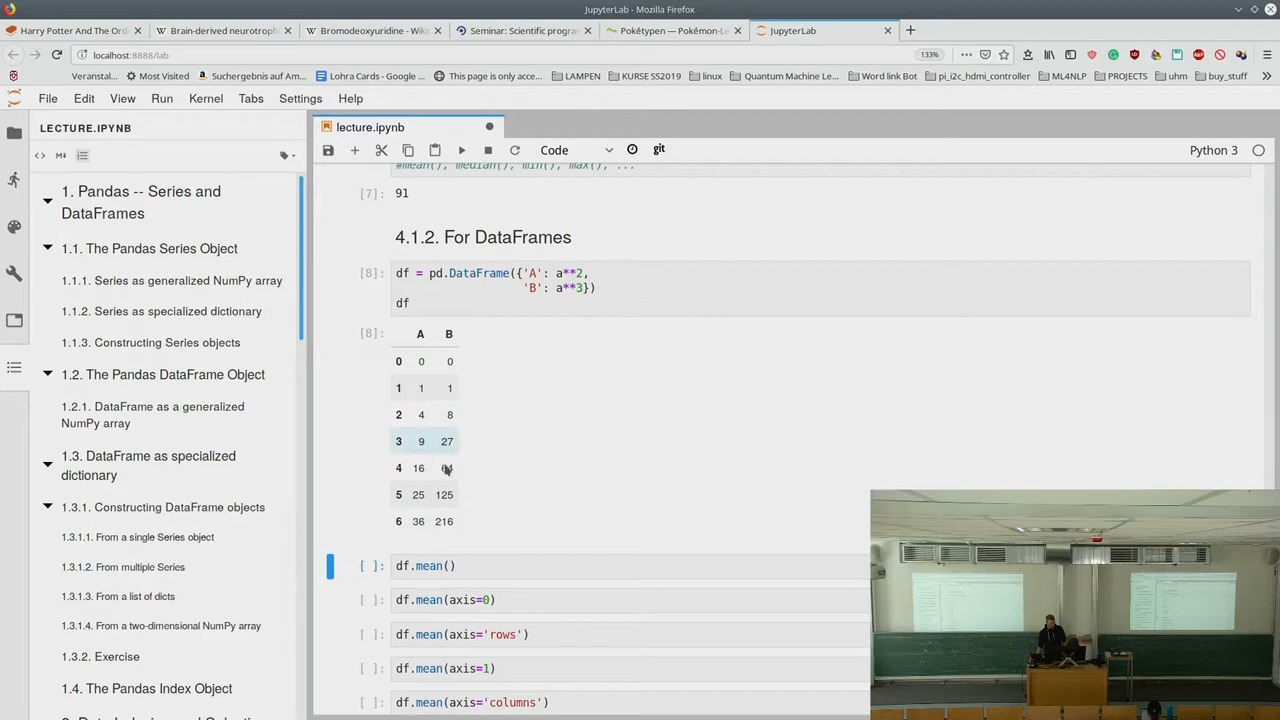 JupyterLab - Mozilla Firefox
Harry Potter And The Ord
Brain-derived neurotroph
Bromodeoxyuridine - Wiki
Seminar: Scientific progra
Pokétypen — Pokémon-Le
JupyterLab
localhost:8888/lab
133%
Veranstal...
Most Visited
Suchergebnis auf Am...
Lohra Cards - Google ...
This page is only acce...
LAMPEN
KURSE SS2019
linux
Quantum Machine Le...
Word link Bot
pi_i2c_hdmi_controller
ML4NLP
PROJECTS
uhm
buy_stuff
File Edit View Run Kernel Tabs Settings Help
LECTURE.IPYNB
1. Pandas -- Series and
DataFrames
1.1. The Pandas Series Object
1.1.1. Series as generalized NumPy array
1.1.2. Series as specialized dictionary
1.1.3. Constructing Series objects
1.2. The Pandas DataFrame Object
1.2.1. DataFrame as a generalized
NumPy array
1.3. DataFrame as specialized
dictionary
1.3.1. Constructing DataFrame objects
1.3.1.1. From a single Series object
1.3.1.2. From multiple Series
1.3.1.3. From a list of dicts
1.3.1.4. From a two-dimensional NumPy array
1.3.2. Exercise
1.4. The Pandas Index Object
lecture.ipynb
Code
git
Python 3
#mean(), median(), min(), max(), ...
[7]: 91
4.1.2. For DataFrames
[8]: df = pd.DataFrame({'A': a**2,
'B': a**3})
df
[8]: A B
0 0 0
1 1 1
2 4 8
3 9 27
4 16
5 25 125
6 36 216
[ ]: df.mean()
[ ]: df.mean(axis=0)
[ ]: df.mean(axis='rows')
[ ]: df.mean(axis=1)
[ ]: df.mean(axis='columns')